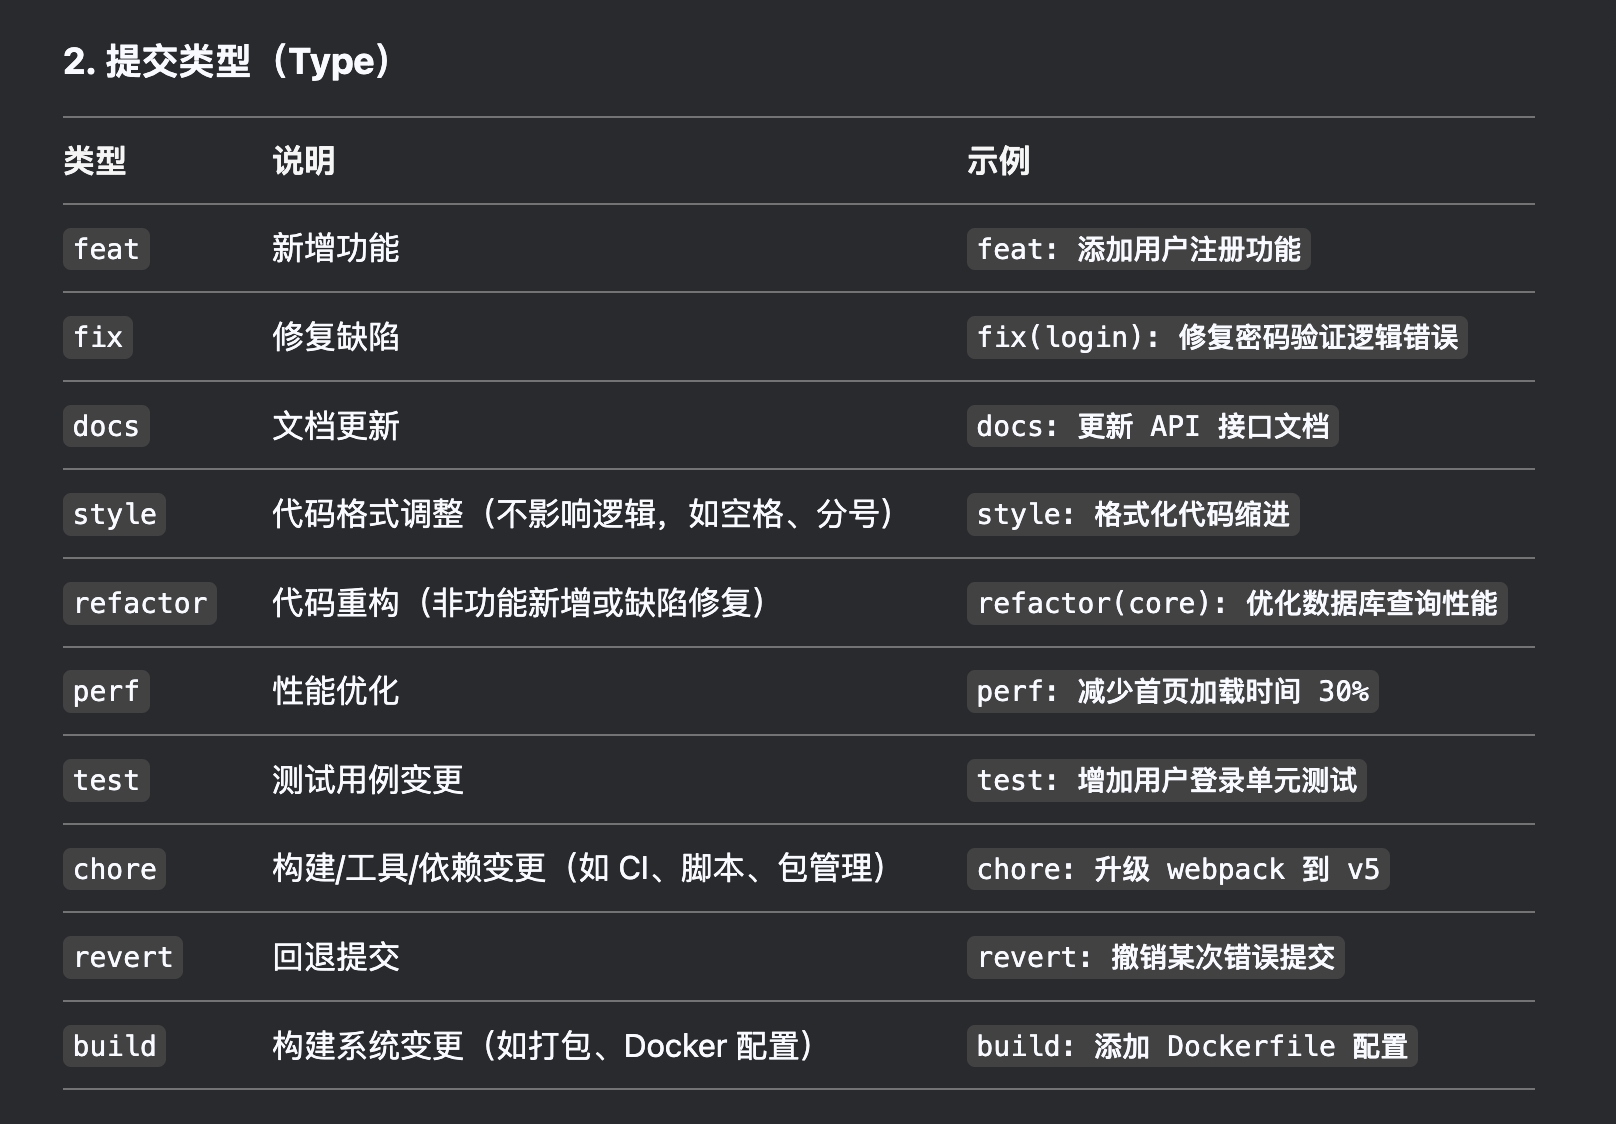 2. 提交类型（Type）
类型 说明 示例
feat 新增功能 feat: 添加用户注册功能
fix 修复缺陷 fix(login): 修复密码验证逻辑错误
docs 文档更新 docs: 更新 API 接口文档
style 代码格式调整（不影响逻辑，如空格、分号） style: 格式化代码缩进
refactor 代码重构（非功能新增或缺陷修复） refactor(core): 优化数据库查询性能
perf 性能优化 perf: 减少首页加载时间 30%
test 测试用例变更 test: 增加用户登录单元测试
chore 构建/工具/依赖变更（如 CI、脚本、包管理） chore: 升级 webpack 到 v5
revert 回退提交 revert: 撤销某次错误提交
build 构建系统变更（如打包、Docker 配置） build: 添加 Dockerfile 配置